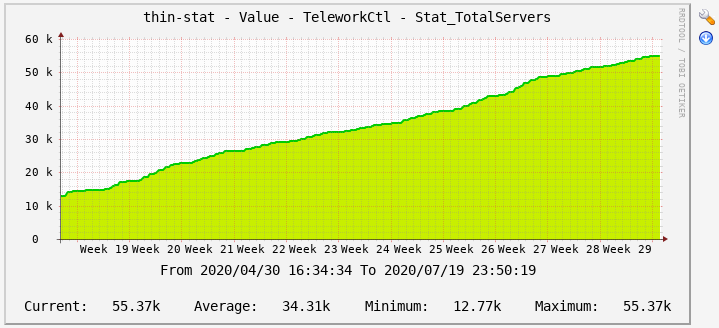 thin-stat - Value - TeleworkCtl - Stat_TotalServers
RRDTOOL / TOBI OETIKER
60 k
50 k
40 k
30 k
20 k
10 k
0
Week 19 Week 20 Week 21 Week 22 Week 23 Week 24 Week 25 Week 26 Week 27 Week 28 Week 29
From 2020/04/30 16:34:34 To 2020/07/19 23:50:19
Current: 55.37k Average: 34.31k Minimum: 12.77k Maximum: 55.37k